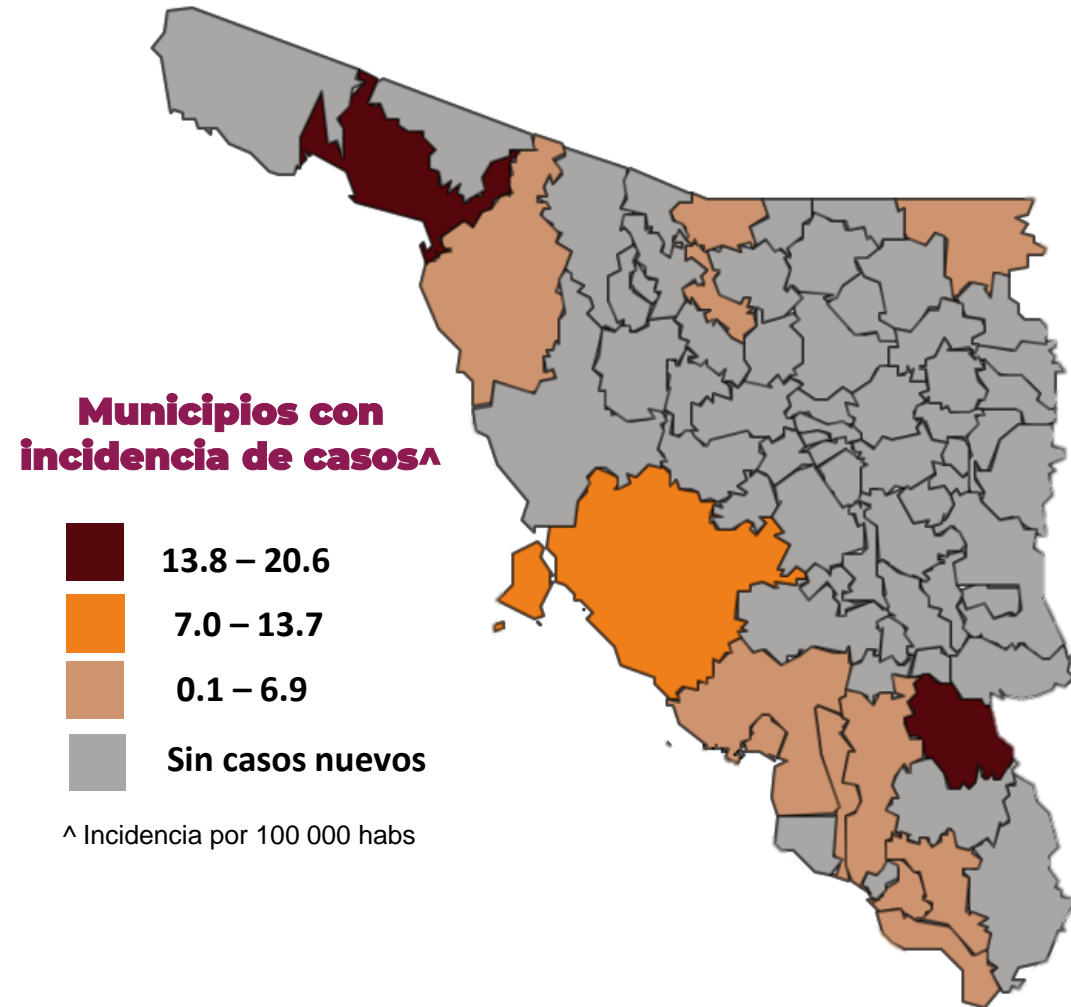 Municipios con
incidencia de casos^
13.8 – 20.6
7.0 – 13.7
0.1 – 6.9
Sin casos nuevos
^ Incidencia por 100 000 habs